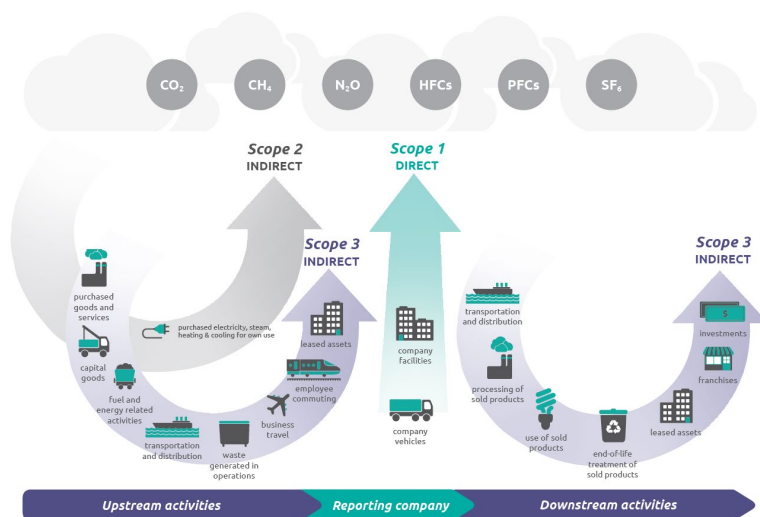 CO₂
CH₄
N₂O
HFCs
PFCs
SF₆
Scope 2
INDIRECT
Scope 1
DIRECT
Scope 3
INDIRECT
Scope 3
INDIRECT
purchased
goods and
services
capital
goods
fuel and
energy related
activities
transportation
and distribution
waste
generated in
operations
business
travel
employee
commuting
leased assets
purchased electricity, steam,
heating & cooling for own use
company
facilities
company
vehicles
transportation
and distribution
processing of
sold products
use of sold
products
end-of-life
treatment of
sold products
leased assets
franchises
$
investments
Upstream activities
Reporting company
Downstream activities